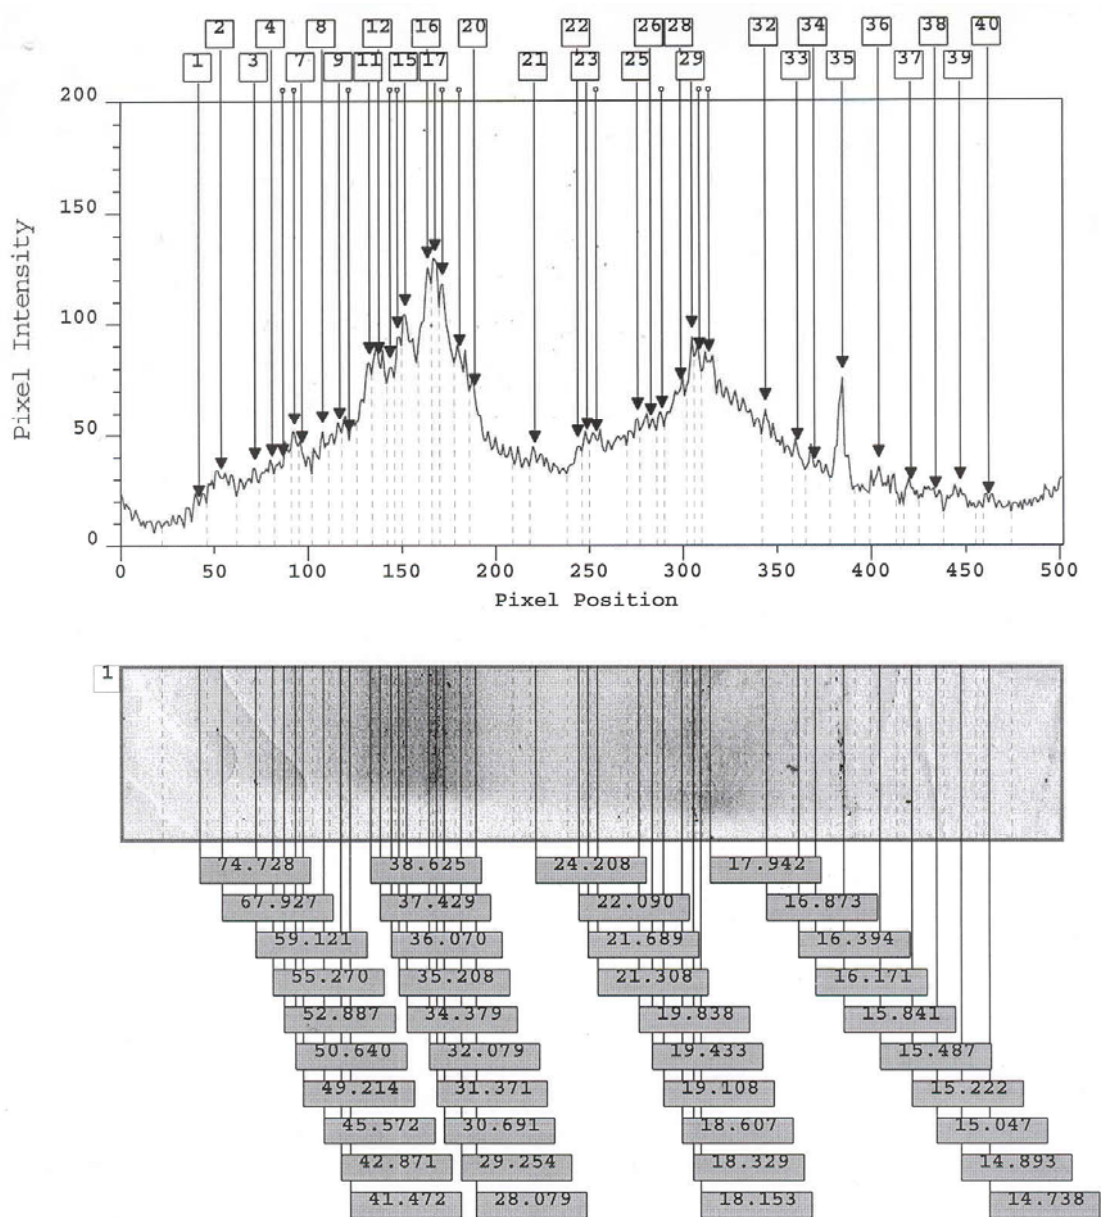 2 4 8 12 16 20 22 26 28 32 34 36 38 40
1 3 7 9 11 15 17 21 23 25 29 33 35 37 39
200
150
100
50
0
Pixel Intensity
0 50 100 150 200 250 300 350 400 450 500
Pixel Position
1
74.728 38.625 24.208 17.942
67.927 37.429 22.090 16.873
59.121 36.070 21.689 16.394
55.270 35.208 21.308 16.171
52.887 34.379 19.838 15.841
50.640 32.079 19.433 15.487
49.214 31.371 19.108 15.222
45.572 30.691 18.607 15.047
42.871 29.254 18.329 14.893
41.472 28.079 18.153 14.738